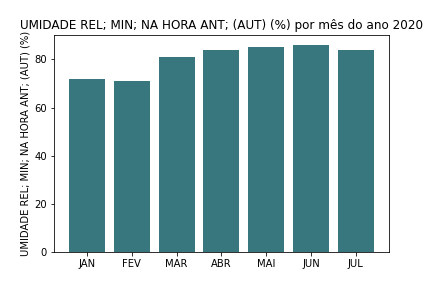 UMIDADE REL; MIN; NA HORA ANT; (AUT) (%) por mês do ano 2020
UMIDADE REL; MIN; NA HORA ANT; (AUT) (%)
80
60
40
20
0
JAN FEV MAR ABR MAI JUN JUL